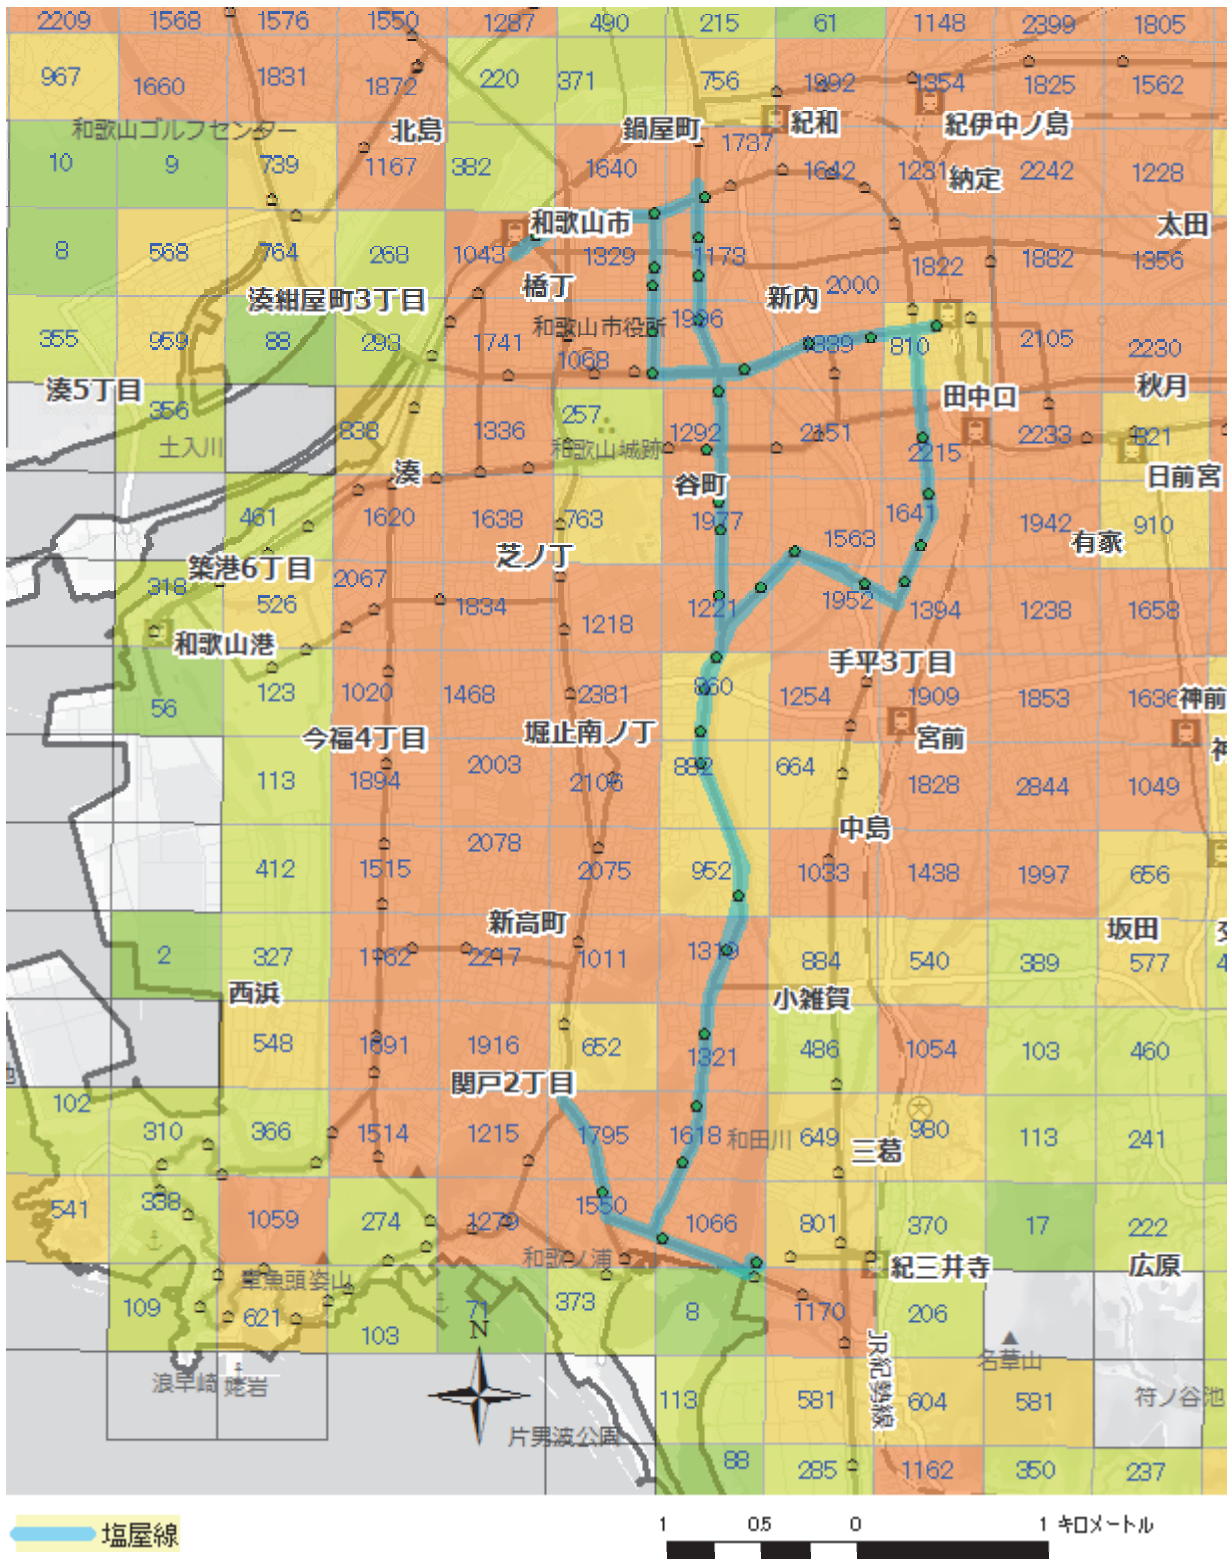 2209 1568 1576 1550 1287 490 215 61 1148 2399 1805
967 1660 1831 1872 220 371 756 1992 1354 1825 1562
和歌山ゴルフセンター 北島 鍋屋町 紀和 紀伊中ノ島
10 9 739 1167 382 1640 1737 1642 1231 納定 2242 1228
和歌山市 太田
8 568 764 268 1043 1329 1173 1822 1882 1356
湊紺屋町3丁目 橋丁 新内 2000
355 959 88 293 1741 和歌山市役所 1996 1839 810 2105 2230
1068
湊5丁目 田中口 秋月
356 838 1336 257 1292 2151 2215 2233 821
土入川 湊 和歌山城跡 谷町 日前宮
461 1620 1638 763 1977 1563 1641 1942 910
築港6丁目 芝ノ丁 有家
318 526 2067 1834 1218 1221 1952 1394 1238 1658
和歌山港 手平3丁目
56 123 1020 1468 2381 860 1254 1909 1853 1636 神前
今福4丁目 堀止南ノ丁 宮前 神
113 1894 2003 2106 882 664 1828 2844 1049
中島
412 1515 2078 2075 952 1033 1438 1997 656
新高町 坂田
2 327 1162 2217 1011 1319 884 540 389 577 4
西浜 小雑賀
548 1691 1916 652 1321 486 1054 103 460
関戸2丁目
102 310 366 1514 1215 1795 1618 和田川 649 980 113 241
三葛
541 338 1059 274 1279 1550 1066 801 370 17 222
和歌ノ浦 紀三井寺 広原
109 章魚頭姿山 621 103 71 373 8 1170 206
N JR紀勢線 名草山
浪早崎 姥岩 113 581 604 581 符ノ谷池
片男波公園 88 285 1162 350 237
塩屋線
1 0.5 0 1 キロメートル